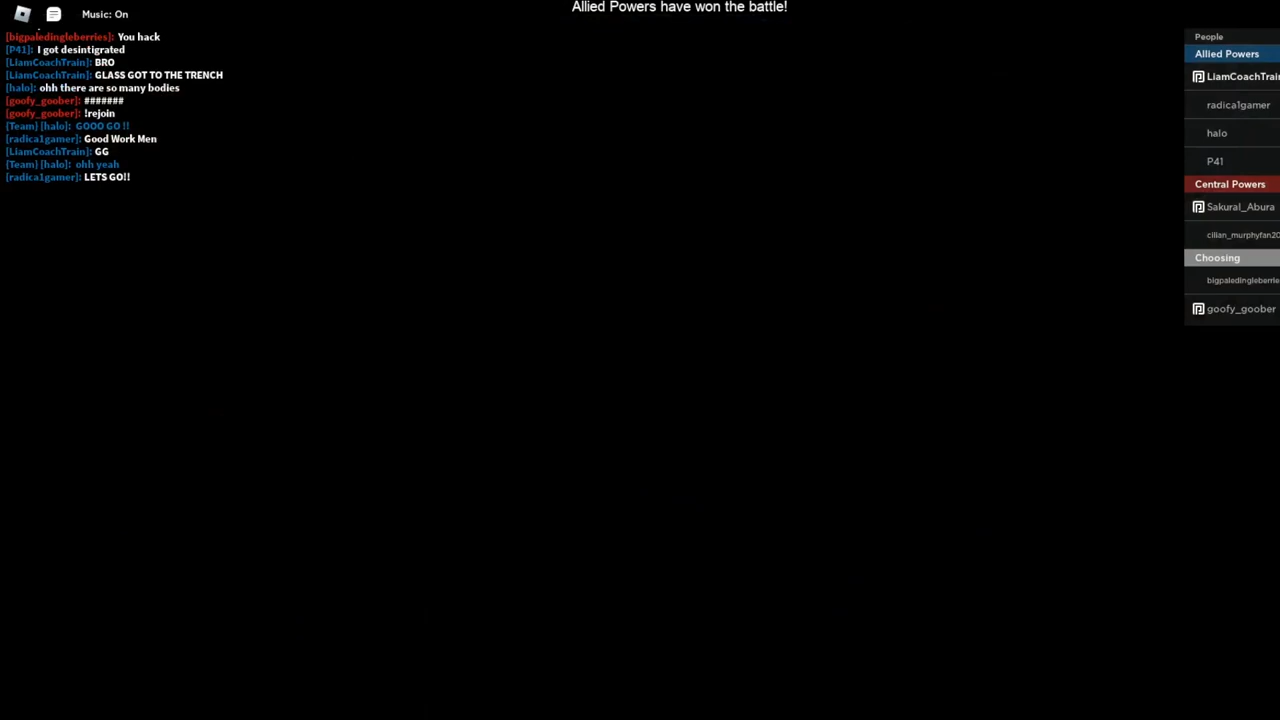 Music: On
Allied Powers have won the battle!
[bigpaledingleberries]: You hack
[P41]: I got desintigrated
[LiamCoachTrain]: BRO
[LiamCoachTrain]: GLASS GOT TO THE TRENCH
[halo]: ohh there are so many bodies
[goofy_goober]: #######
[goofy_goober]: !rejoin
{Team} [halo]: GOOO GO !!
[radica1gamer]: Good Work Men
[LiamCoachTrain]: GG
{Team} [halo]: ohh yeah
[radica1gamer]: LETS GO!!
People
Allied Powers
LiamCoachTrai
radica1gamer
halo
P41
Central Powers
Sakural_Abura
cilian_murphyfan20
Choosing
bigpaledingleberrie
goofy_goober